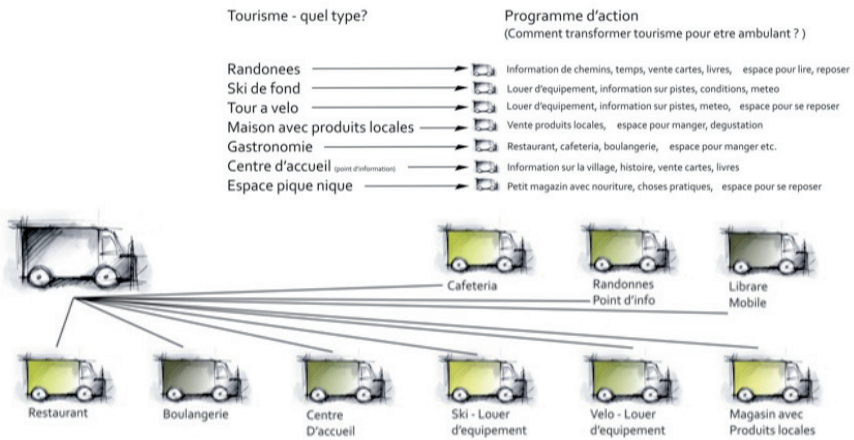 Tourisme - quel type?
Programme d'action
(Comment transformer tourisme pour etre ambulant ? )
Randonees
Information de chemins, temps, vente cartes, livres, espace pour lire, reposer
Ski de fond
Louer d'equipement, information sur pistes, conditions, meteo
Tour a velo
Louer d'equipement, information sur pistes, meteo, espace pour se reposer
Maison avec produits locales
Vente produits locales, espace pour manger, degustation
Gastronomie
Restaurant, cafeteria, boulangerie, espace pour manger etc.
Centre d'accueil (point d'information)
Information sur la village, histoire, vente cartes, livres
Espace pique nique
Petit magazin avec nouriture, choses pratiques, espace pour se reposer
Cafeteria
Randonnes
Point d'info
Librare
Mobile
Restaurant
Boulangerie
Centre
D'accueil
Ski - Louer
d'equipement
Velo - Louer
d'equipement
Magasin avec
Produits locales